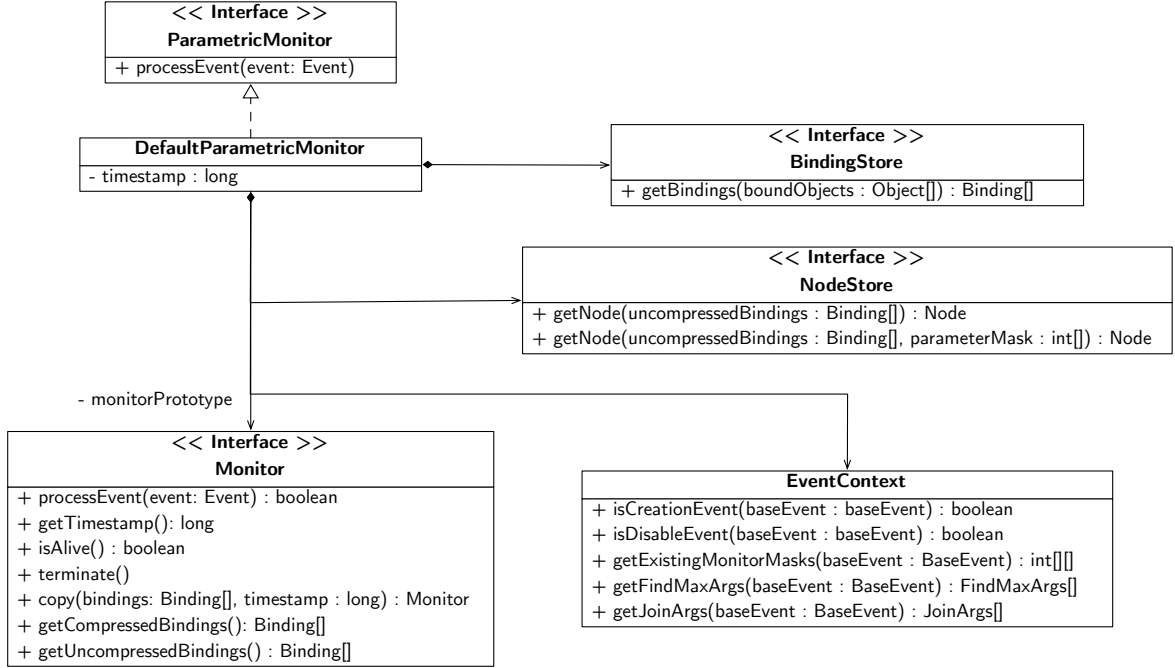 << Interface >>
ParametricMonitor
+ processEvent(event: Event)
DefaultParametricMonitor
- timestamp : long
<< Interface >>
BindingStore
+ getBindings(boundObjects : Object[]) : Binding[]
<< Interface >>
NodeStore
+ getNode(uncompressedBindings : Binding[]) : Node
+ getNode(uncompressedBindings : Binding[], parameterMask : int[]) : Node
- monitorPrototype
<< Interface >>
Monitor
+ processEvent(event: Event) : boolean
+ getTimestamp(): long
+ isAlive() : boolean
+ terminate()
+ copy(bindings: Binding[], timestamp : long) : Monitor
+ getCompressedBindings(): Binding[]
+ getUncompressedBindings() : Binding[]
EventContext
+ isCreationEvent(baseEvent : baseEvent) : boolean
+ isDisableEvent(baseEvent : baseEvent) : boolean
+ getExistingMonitorMasks(baseEvent : BaseEvent) : int[][]
+ getFindMaxArgs(baseEvent : BaseEvent) : FindMaxArgs[]
+ getJoinArgs(baseEvent : BaseEvent) : JoinArgs[]